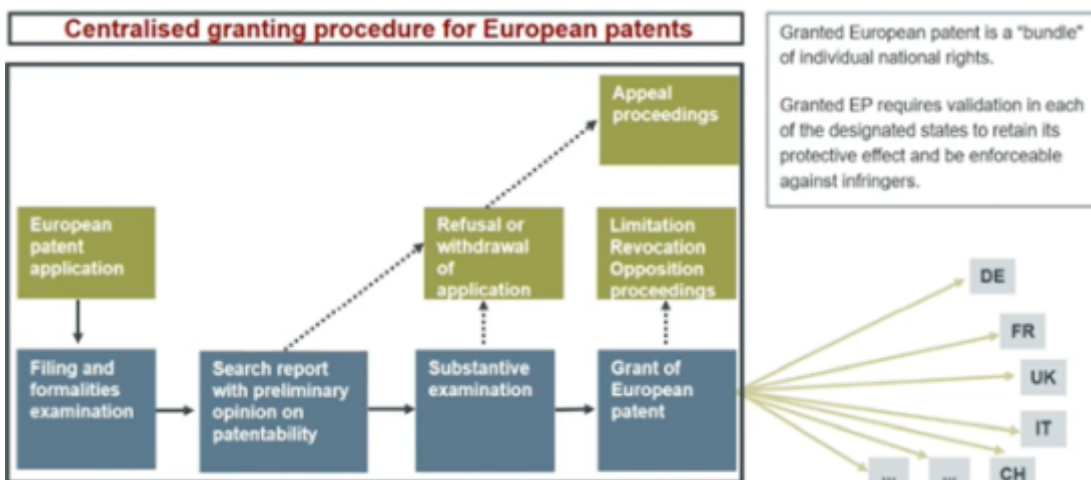 Centralised granting procedure for European patents
Granted European patent is a "bundle"
of individual national rights.
Granted EP requires validation in each
of the designated states to retain its
protective effect and be enforceable
against infringers.
Appeal
proceedings
European
patent
application
Refusal or
withdrawal
of
application
Limitation
Revocation
Opposition
proceedings
Filing and
formalities
examination
Search report
with preliminary
opinion on
patentability
Substantive
examination
Grant of
European
patent
DE
FR
UK
IT
...
...
CH